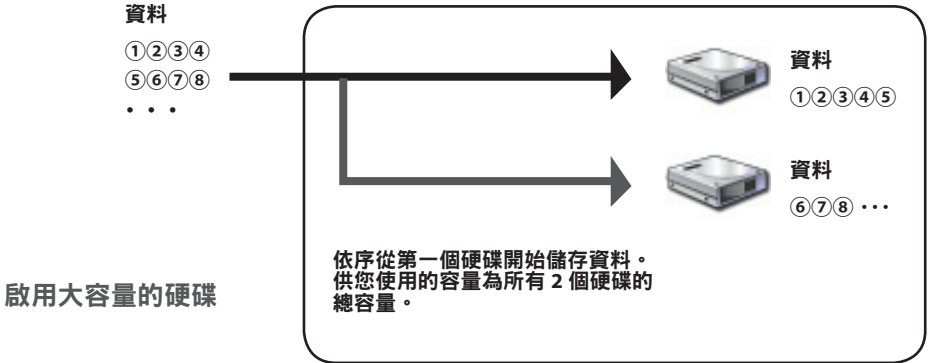 資料
①②③④
⑤⑥⑦⑧
・・・
資料
①②③④⑤
資料
⑥⑦⑧ ･･･
依序從第一個硬碟開始儲存資料。
供您使用的容量為所有 2 個硬碟的
總容量。
啟用大容量的硬碟